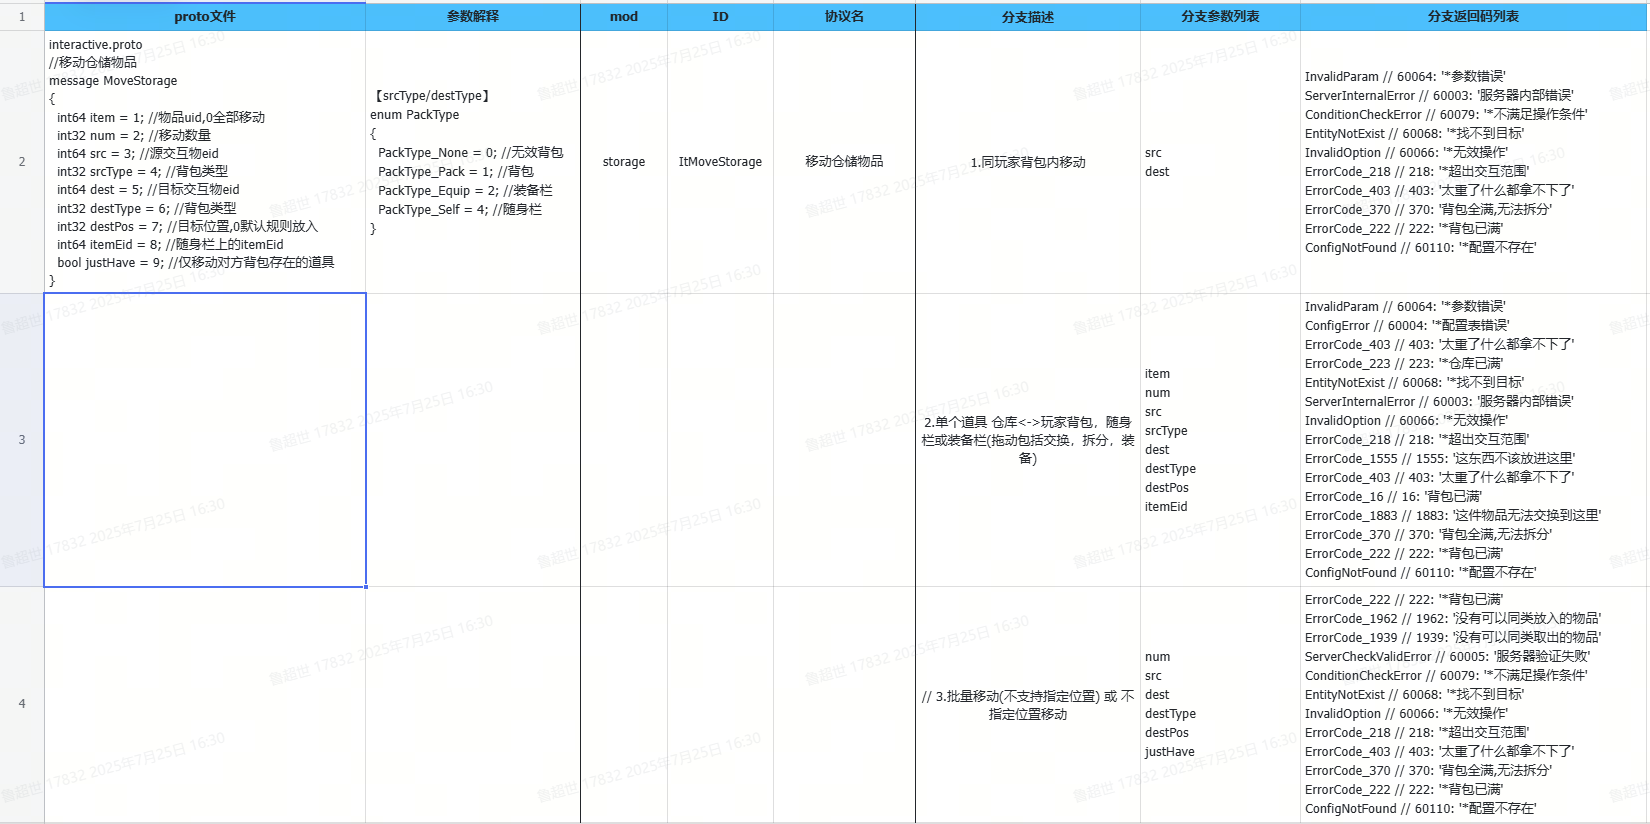 1
proto文件
参数解释
mod
ID
协议名
分支描述
分支参数列表
分支返回码列表
2
interactive.proto
//移动仓储物品
message MoveStorage
{
int64 item = 1; //物品uid,0全部移动
int32 num = 2; //移动数量
int64 src = 3; //源交互物eid
int32 srcType = 4; //背包类型
int64 dest = 5; //目标交互物eid
int32 destType = 6; //背包类型
int32 destPos = 7; //目标位置,0默认规则放入
int64 itemEid = 8; //随身栏上的itemEid
bool justHave = 9; //仅移动对方背包存在的道具
}
【srcType/destType】
enum PackType
{
PackType_None = 0; //无效背包
PackType_Pack = 1; //背包
PackType_Equip = 2; //装备栏
PackType_Self = 4; //随身栏
}
storage
ItMoveStorage
移动仓储物品
1.同玩家背包内移动
src
dest
InvalidParam // 60064: '*参数错误'
ServerInternalError // 60003: '服务器内部错误'
ConditionCheckError // 60079: '*不满足操作条件'
EntityNotExist // 60068: '*找不到目标'
InvalidOption // 60066: '*无效操作'
ErrorCode_218 // 218: '*超出交互范围'
ErrorCode_403 // 403: '太重了什么都拿不下了'
ErrorCode_370 // 370: '背包全满,无法拆分'
ErrorCode_222 // 222: '*背包已满'
ConfigNotFound // 60110: '*配置不存在'
3
2.单个道具 仓库<->玩家背包，随身
栏或装备栏(拖动包括交换，拆分，装
备)
item
num
src
srcType
dest
destType
destPos
itemEid
InvalidParam // 60064: '*参数错误'
ConfigError // 60004: '*配置表错误'
ErrorCode_403 // 403: '太重了什么都拿不下了'
ErrorCode_223 // 223: '*仓库已满'
EntityNotExist // 60068: '*找不到目标'
ServerInternalError // 60003: '服务器内部错误'
InvalidOption // 60066: '*无效操作'
ErrorCode_218 // 218: '*超出交互范围'
ErrorCode_1555 // 1555: '这东西不该放进这里'
ErrorCode_403 // 403: '太重了什么都拿不下了'
ErrorCode_16 // 16: '背包已满'
ErrorCode_1883 // 1883: '这件物品无法交换到这里'
ErrorCode_370 // 370: '背包全满,无法拆分'
ErrorCode_222 // 222: '*背包已满'
ConfigNotFound // 60110: '*配置不存在'
4
// 3.批量移动(不支持指定位置) 或 不
指定位置移动
num
src
dest
destType
destPos
justHave
ErrorCode_222 // 222: '*背包已满'
ErrorCode_1962 // 1962: '没有可以同类放入的物品'
ErrorCode_1939 // 1939: '没有可以同类取出的物品'
ServerCheckValidError // 60005: '服务器验证失败'
ConditionCheckError // 60079: '*不满足操作条件'
EntityNotExist // 60068: '*找不到目标'
InvalidOption // 60066: '*无效操作'
ErrorCode_218 // 218: '*超出交互范围'
ErrorCode_403 // 403: '太重了什么都拿不下了'
ErrorCode_370 // 370: '背包全满,无法拆分'
ErrorCode_222 // 222: '*背包已满'
ConfigNotFound // 60110: '*配置不存在'
鲁超世 17832 2025年7月25日 16:30